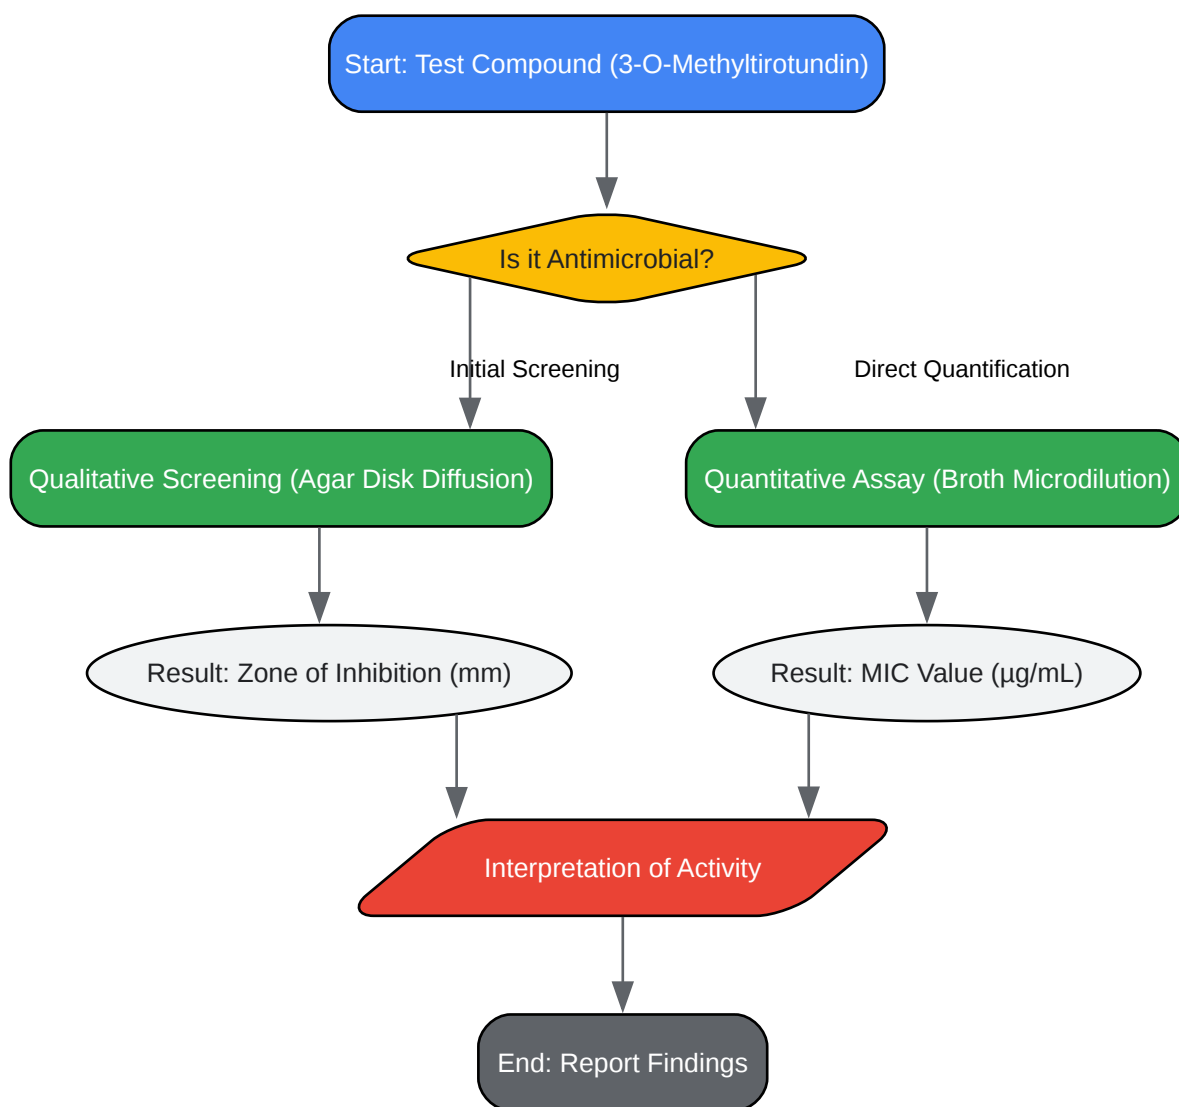 Start: Test Compound (3-O-Methyltirotundin)
Is it Antimicrobial?
Initial Screening
Direct Quantification
Qualitative Screening (Agar Disk Diffusion)
Quantitative Assay (Broth Microdilution)
Result: Zone of Inhibition (mm)
Result: MIC Value (µg/mL)
Interpretation of Activity
End: Report Findings